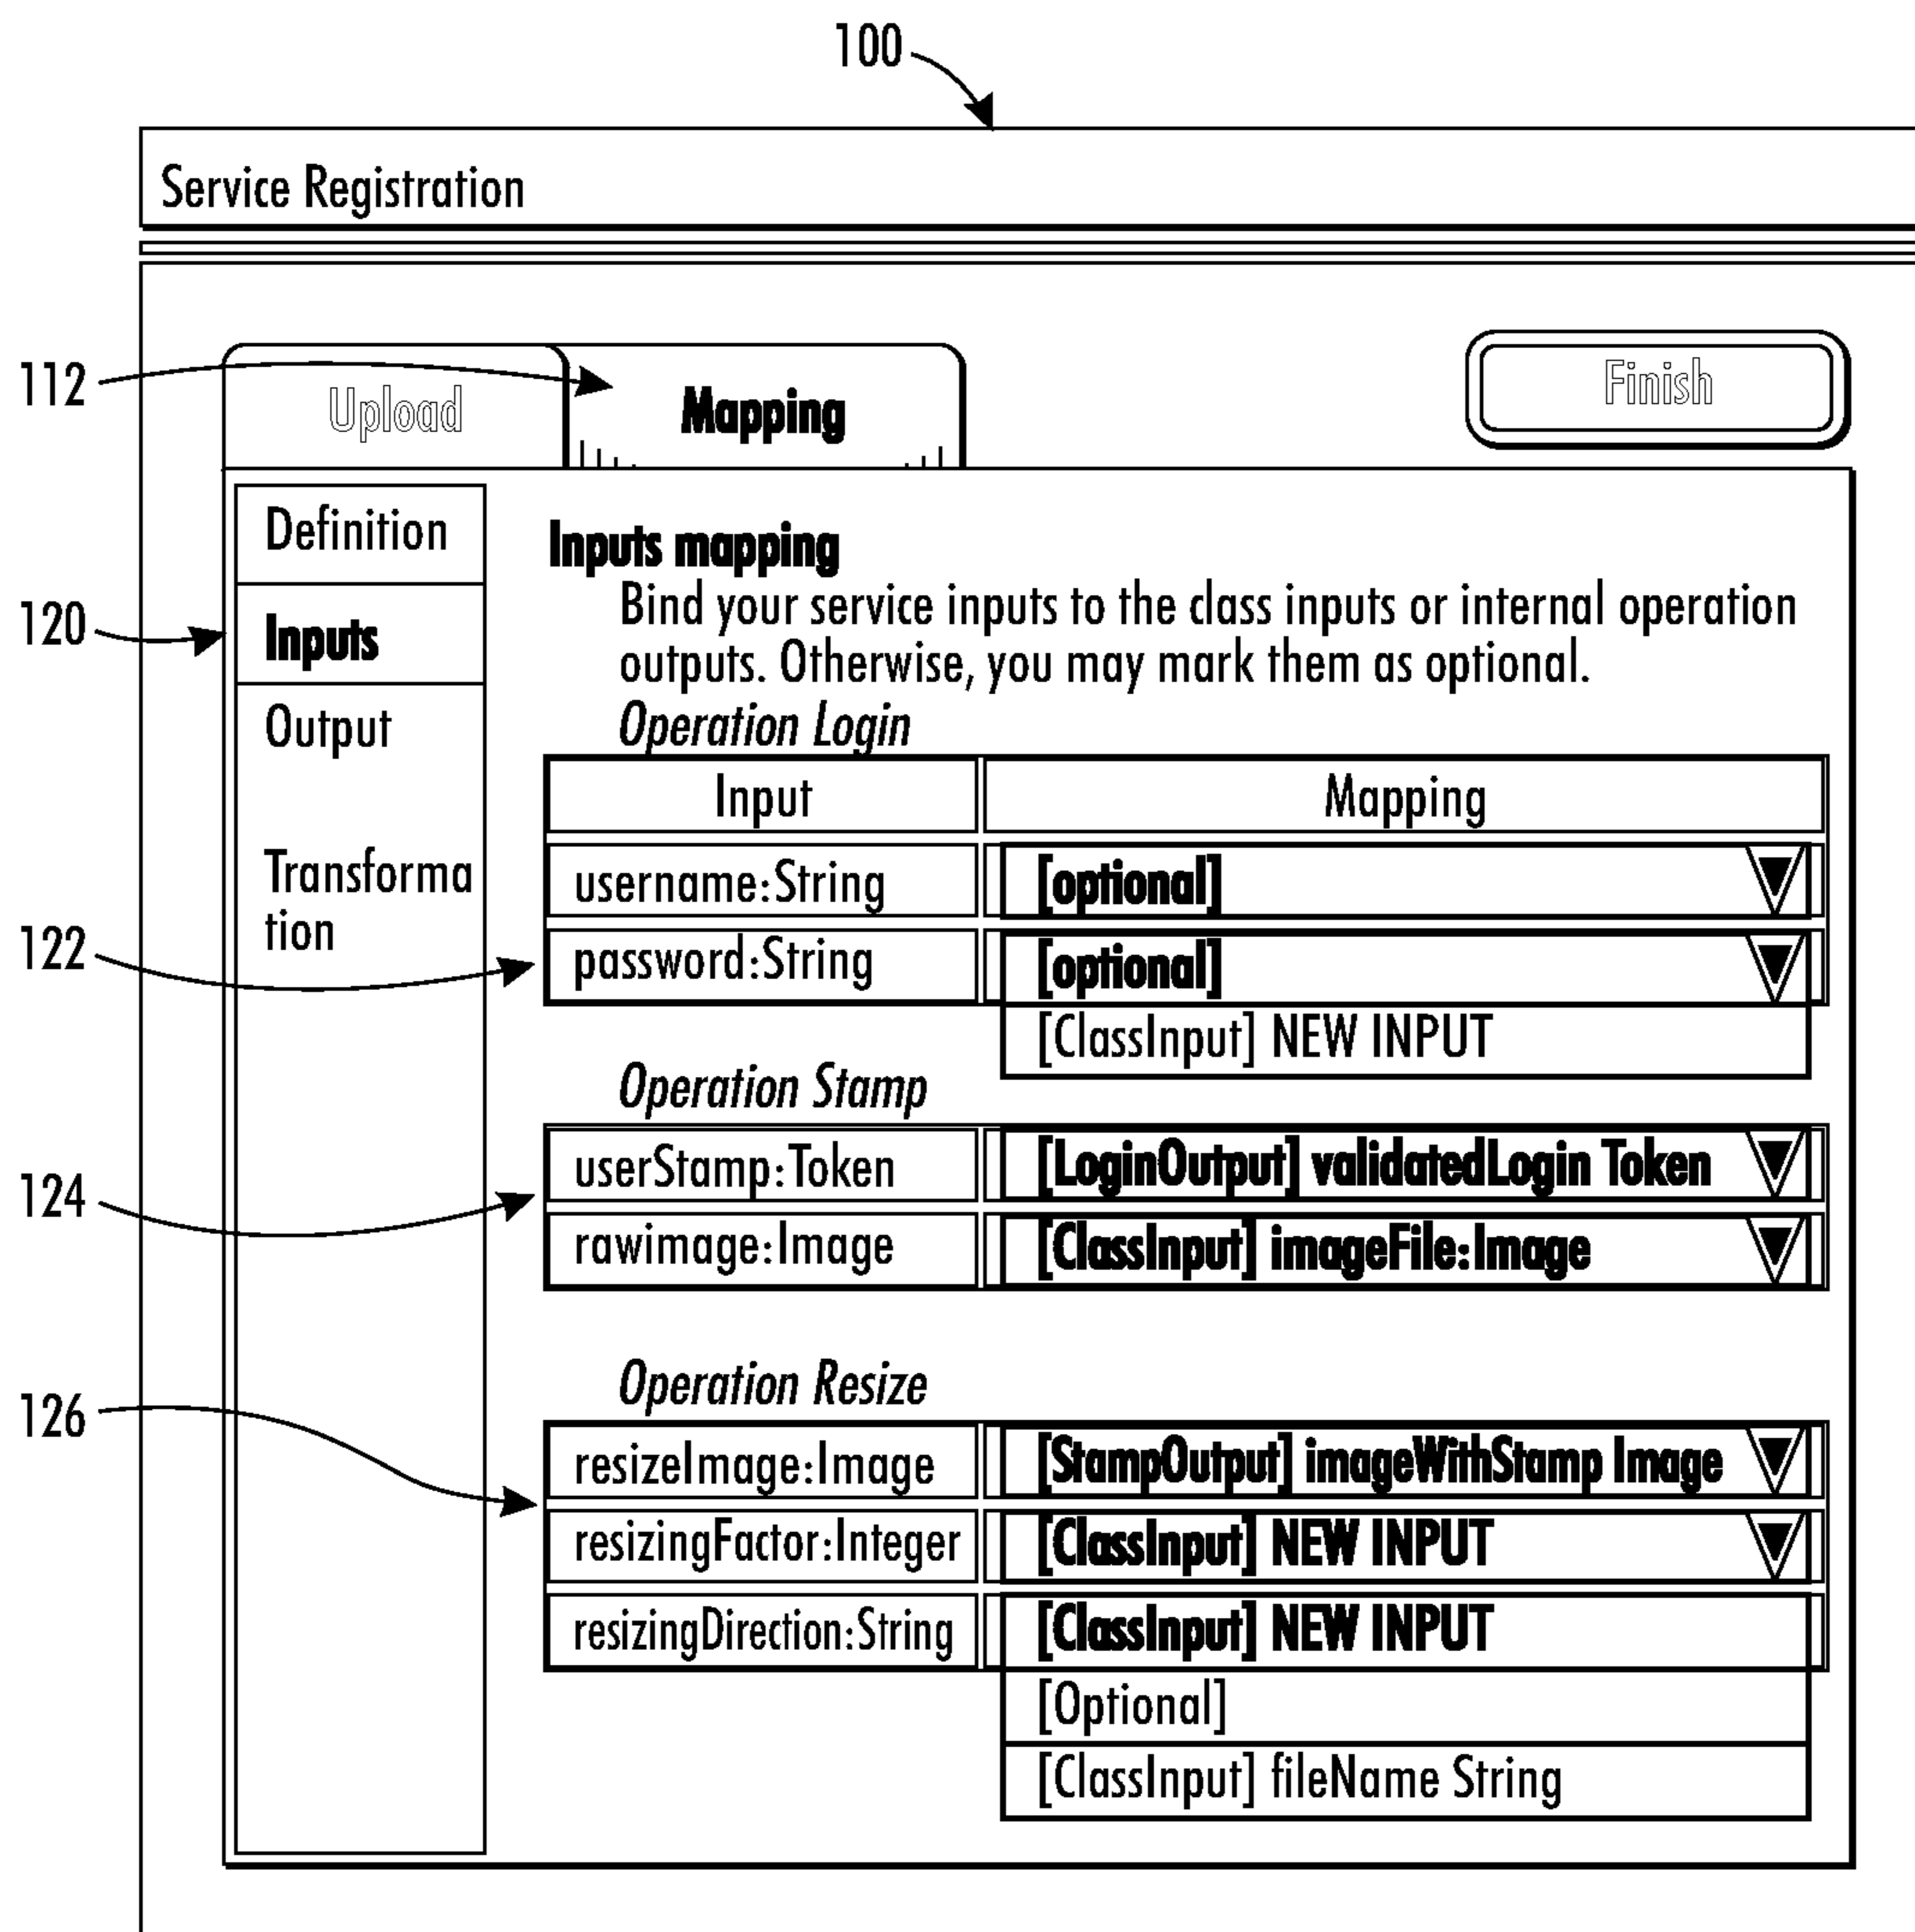 100
Service Registration
112
Upload
Mapping
Finish
Definition
120
Inputs
Output
Transforma
tion
Inputs mapping
Bind your service inputs to the class inputs or internal operation
outputs. Otherwise, you may mark them as optional.
Operation Login
Input
Mapping
username:String
[optional]
122
password:String
[optional]
[ClassInput] NEW INPUT
Operation Stamp
124
userStamp:Token
[LoginOutput] validatedLogin Token
rawimage:Image
[ClassInput] imageFile:Image
Operation Resize
126
resizeImage:Image
[StampOutput] imageWithStamp Image
resizingFactor:Integer
[ClassInput] NEW INPUT
resizingDirection:String
[ClassInput] NEW INPUT
[Optional]
[ClassInput] fileName String